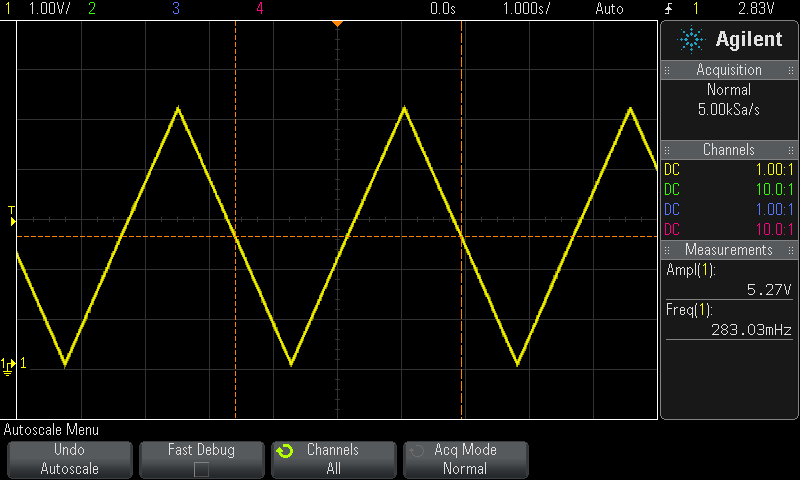 1 1.00V/ 2 3 4 0.0s 1.000s/ Auto 1 2.83V
Agilent
Acquisition
Normal
5.00kSa/s
Channels
DC 1.00:1
DC 10.0:1
DC 1.00:1
DC 10.0:1
Measurements
Ampl(1):
5.27V
Freq(1):
283.03mHz
T
1 1
Autoscale Menu
Undo
Autoscale
Fast Debug
Channels
All
Acq Mode
Normal